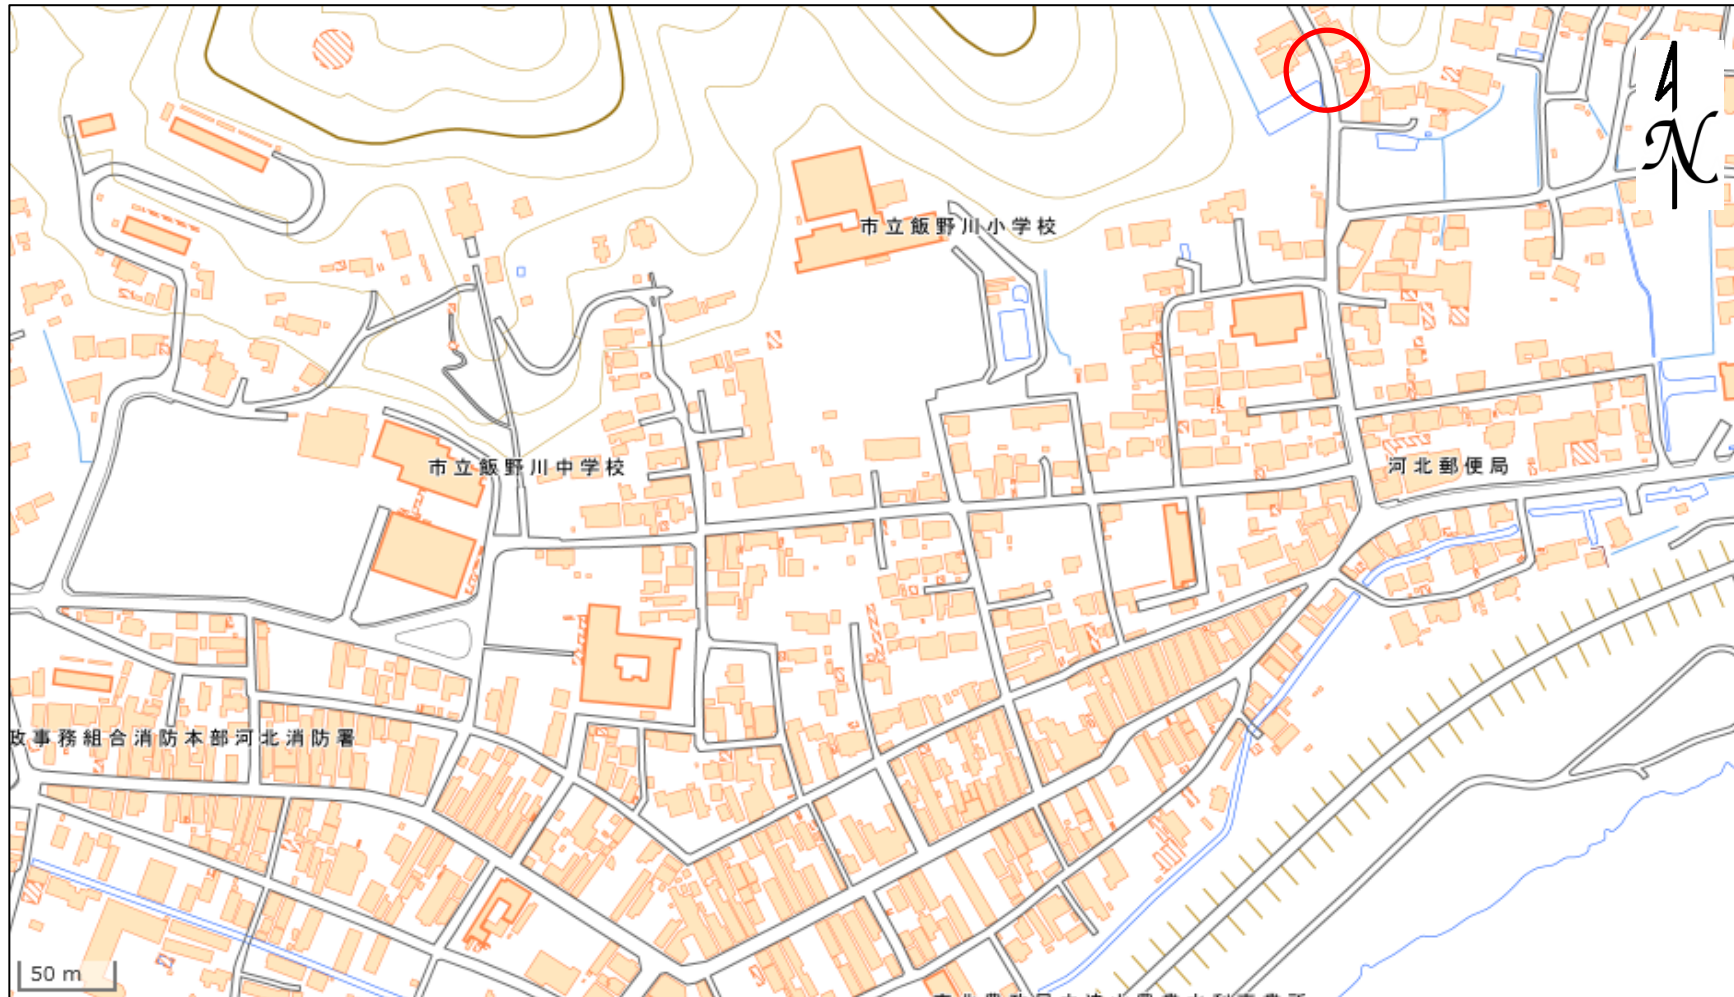 N
市立飯野川小学校
市立飯野川中学校
河北郵便局
政事務組合消防本部河北消防署
50 m